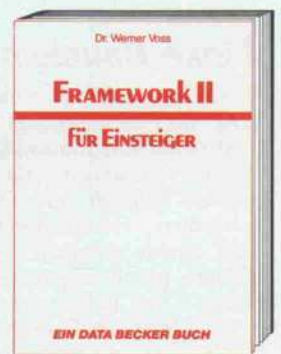 Dr. Werner Voss
FRAMEWORK II
FÜR EINSTEIGER
EIN DATA BECKER BUCH